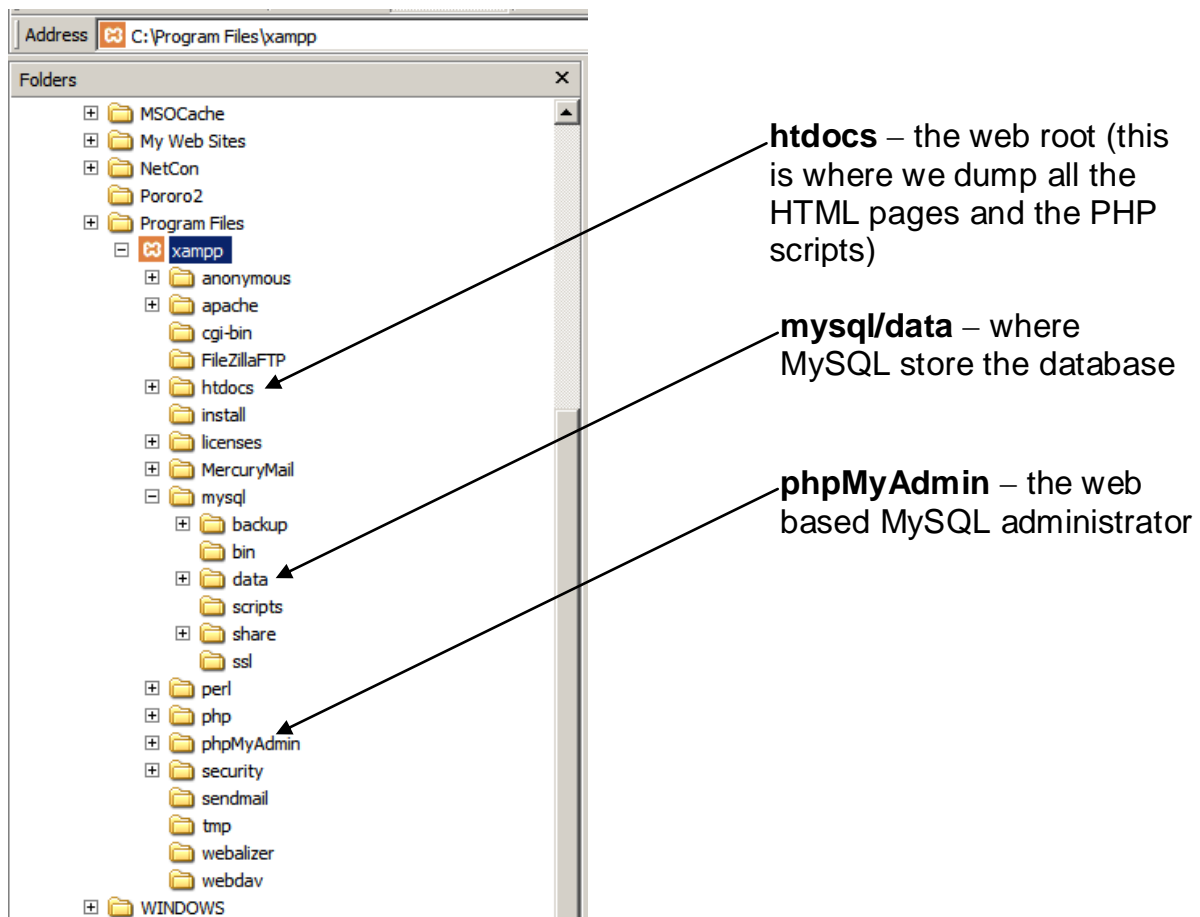 Address C:\Program Files\xampp
Folders
MSOCache
My Web Sites
NetCon
Pororo2
Program Files
xampp
anonymous
apache
cgi-bin
FileZillaFTP
htdocs
install
licenses
MercuryMail
mysql
backup
bin
data
scripts
share
ssl
perl
php
phpMyAdmin
security
sendmail
tmp
webalizer
webdav
WINDOWS
htdocs – the web root (this
is where we dump all the
HTML pages and the PHP
scripts)
mysql/data – where
MySQL store the database
phpMyAdmin – the web
based MySQL administrator